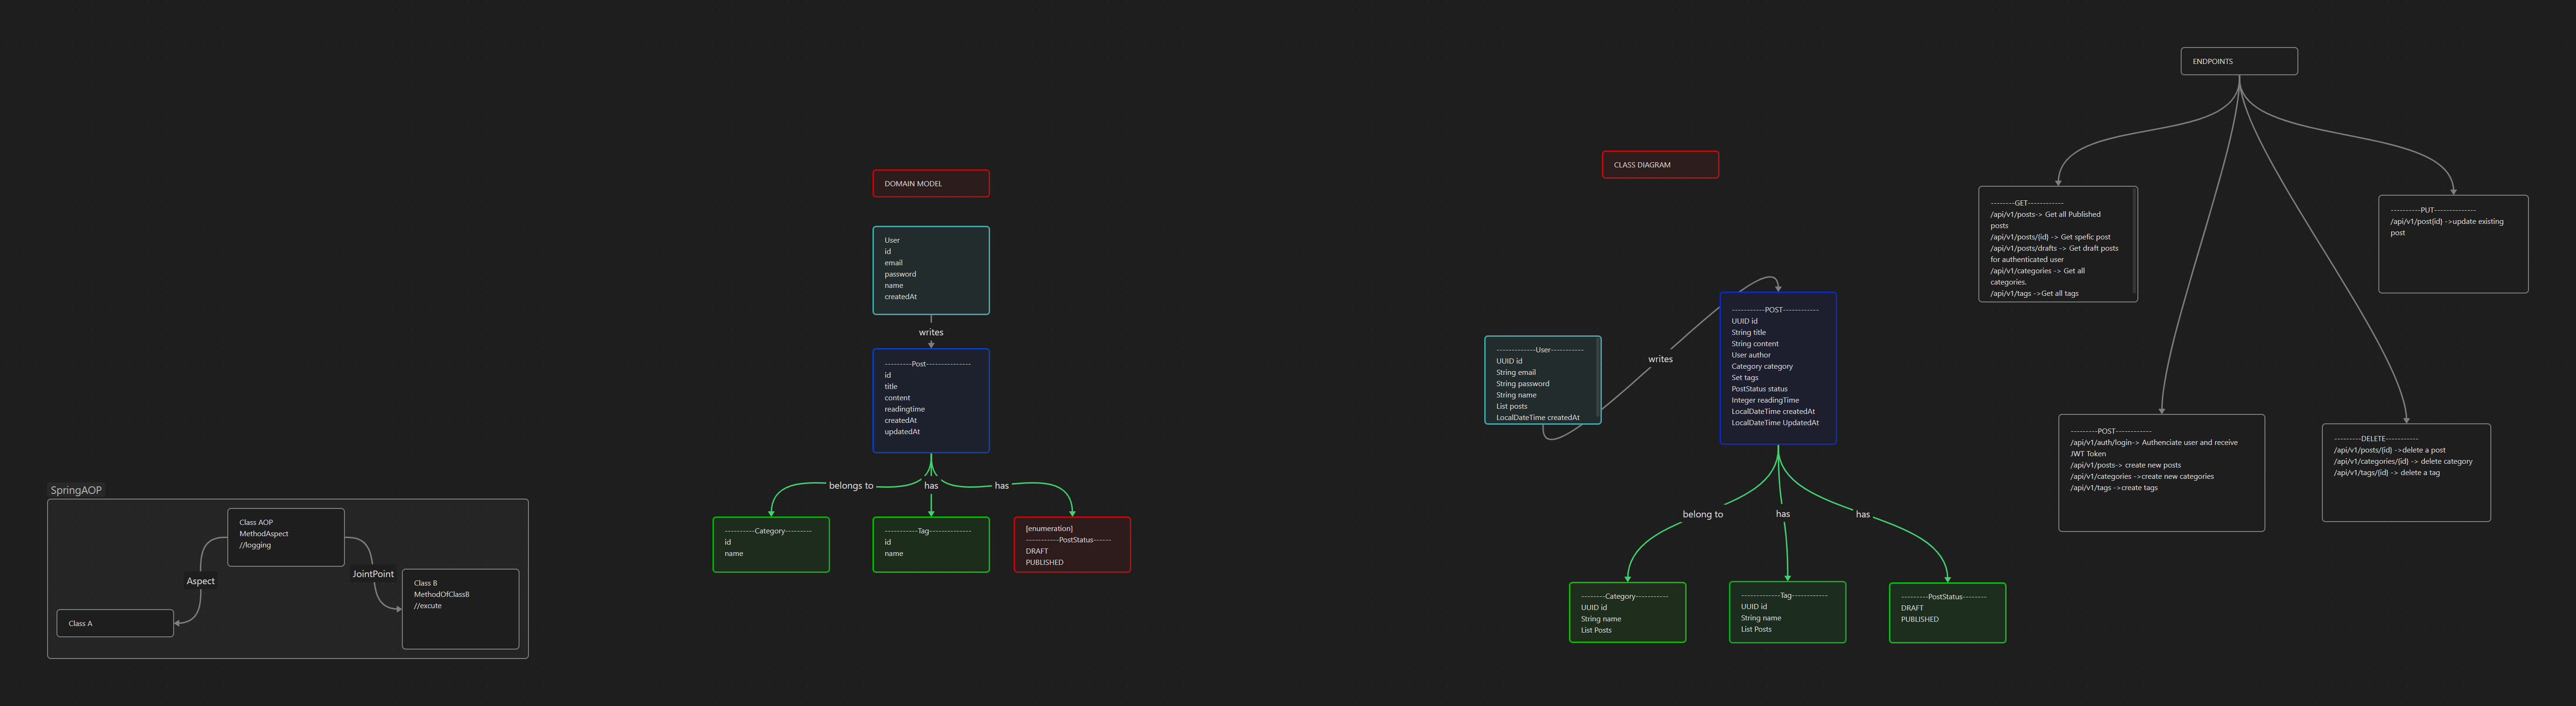 SpringAOP
Class AOP
MethodAspect
//logging
Aspect
JointPoint
Class A
Class B
MethodOfClassB
//excute
DOMAIN MODEL
User
id
email
password
name
createdAt
writes
---------Post---------------
id
title
content
readingtime
createdAt
updatedAt
belongs to
has
has
----------Category---------
id
name
-----------Tag--------------
id
name
[enumeration]
-----------PostStatus------
DRAFT
PUBLISHED
CLASS DIAGRAM
-------------User-----------
UUID id
String email
String password
String name
List posts
LocalDateTime createdAt
writes
-----------POST------------
UUID id
String title
String content
User author
Category category
Set tags
PostStatus status
Integer readingTime
LocalDateTime createdAt
LocalDateTime UpdatedAt
belong to
has
has
--------Category-----------
UUID id
String name
List Posts
-------------Tag------------
UUID id
String name
List Posts
---------PostStatus--------
DRAFT
PUBLISHED
ENDPOINTS
--------GET------------
/api/v1/posts-> Get all Published
posts
/api/v1/posts/{id} -> Get spefic post
/api/v1/posts/drafts -> Get draft posts
for authenticated user
/api/v1/categories -> Get all
categories.
/api/v1/tags ->Get all tags
----------PUT--------------
/api/v1/post{id} ->update existing
post
---------POST------------
/api/v1/auth/login-> Authenciate user and receive
JWT Token
/api/v1/posts-> create new posts
/api/v1/categories ->create new categories
/api/v1/tags ->create tags
---------DELETE-----------
/api/v1/posts/{id} ->delete a post
/api/v1/categories/{id} -> delete category
/api/v1/tags/{id} -> delete a tag